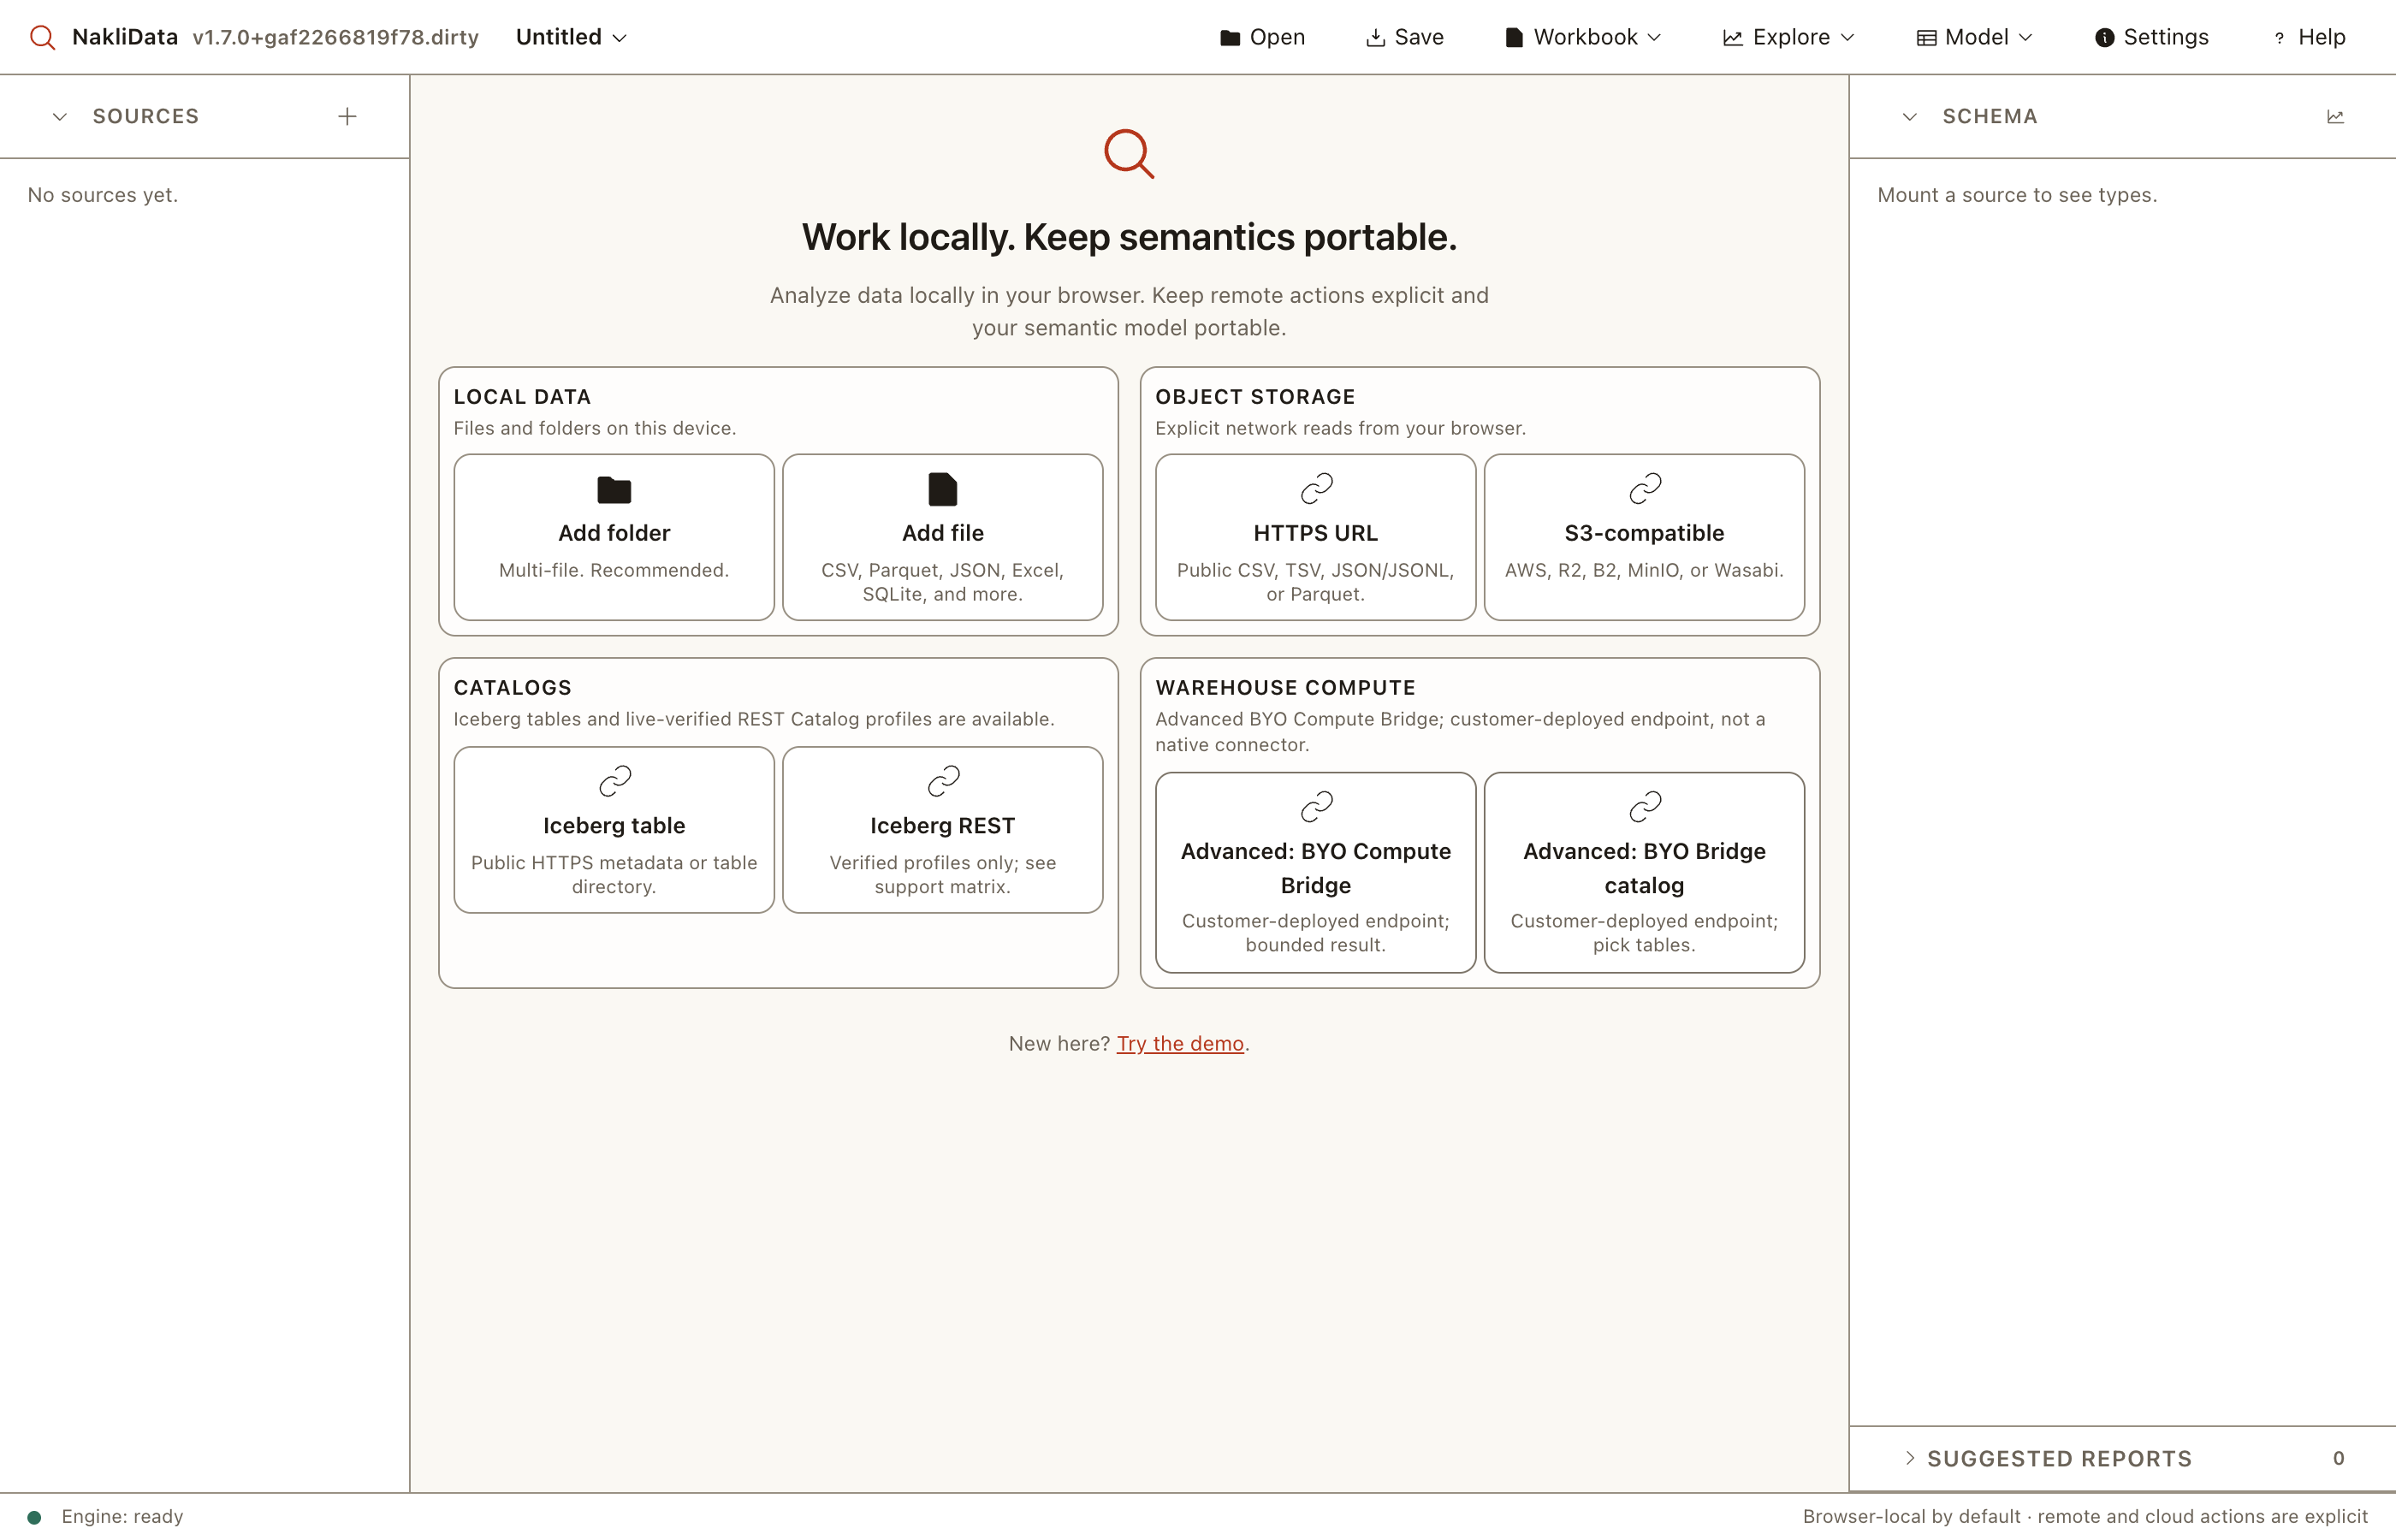 NakliData v1.7.0+gaf2266819f78.dirty Untitled Open Save Workbook Explore Model Settings ? Help
SOURCES
No sources yet.
Work locally. Keep semantics portable.
Analyze data locally in your browser. Keep remote actions explicit and
your semantic model portable.
LOCAL DATA
Files and folders on this device.
Add folder
Multi-file. Recommended.
Add file
CSV, Parquet, JSON, Excel,
SQLite, and more.
OBJECT STORAGE
Explicit network reads from your browser.
HTTPS URL
Public CSV, TSV, JSON/JSONL,
or Parquet.
S3-compatible
AWS, R2, B2, MinIO, or Wasabi.
CATALOGS
Iceberg tables and live-verified REST Catalog profiles are available.
Iceberg table
Public HTTPS metadata or table
directory.
Iceberg REST
Verified profiles only; see
support matrix.
WAREHOUSE COMPUTE
Advanced BYO Compute Bridge; customer-deployed endpoint, not a
native connector.
Advanced: BYO Compute
Bridge
Customer-deployed endpoint;
bounded result.
Advanced: BYO Bridge
catalog
Customer-deployed endpoint;
pick tables.
New here? Try the demo.
SCHEMA
Mount a source to see types.
SUGGESTED REPORTS 0
Engine: ready
Browser-local by default · remote and cloud actions are explicit